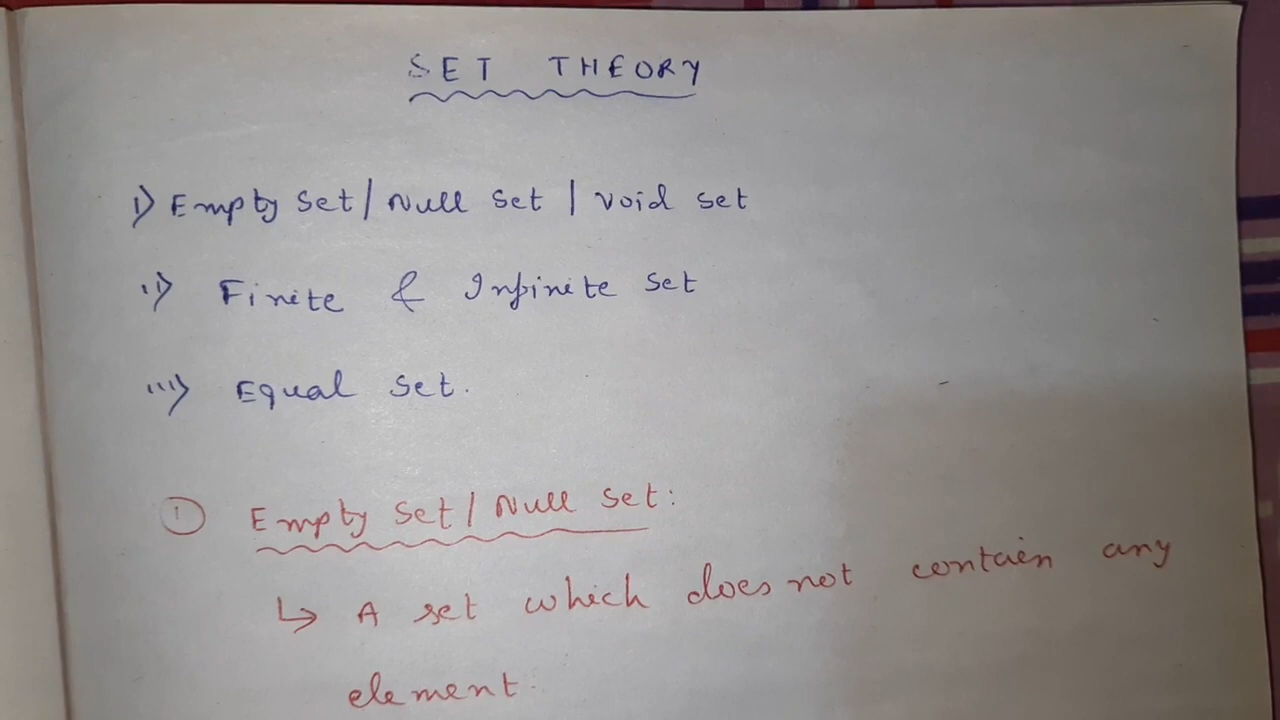 SET THEORY
i) Empty Set / Null Set / Void set
ii) Finite & Infinite Set
iii) Equal Set.
① Empty Set / Null Set:
↳ A set which does not contain any
element.